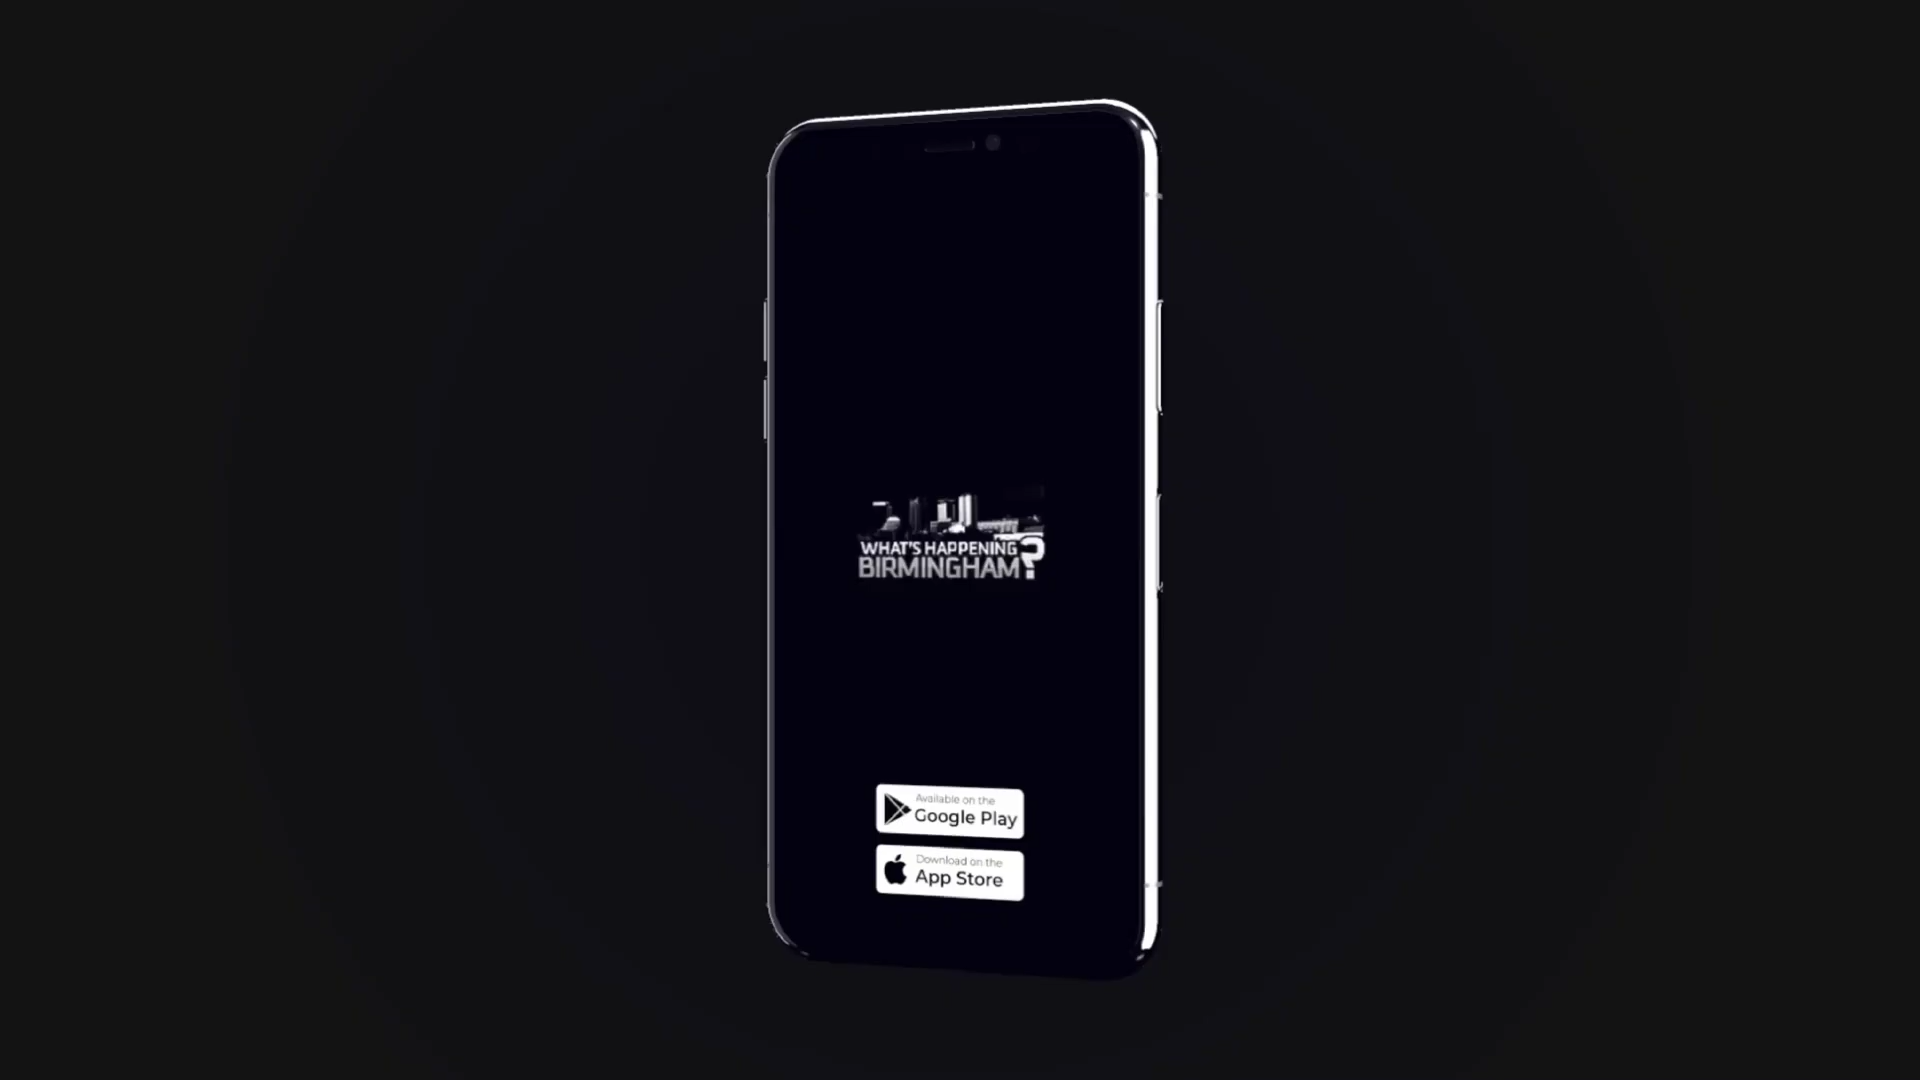 WHAT'S HAPPENING
BIRMINGHAM?
Available on the
Google Play
Download on the
App Store